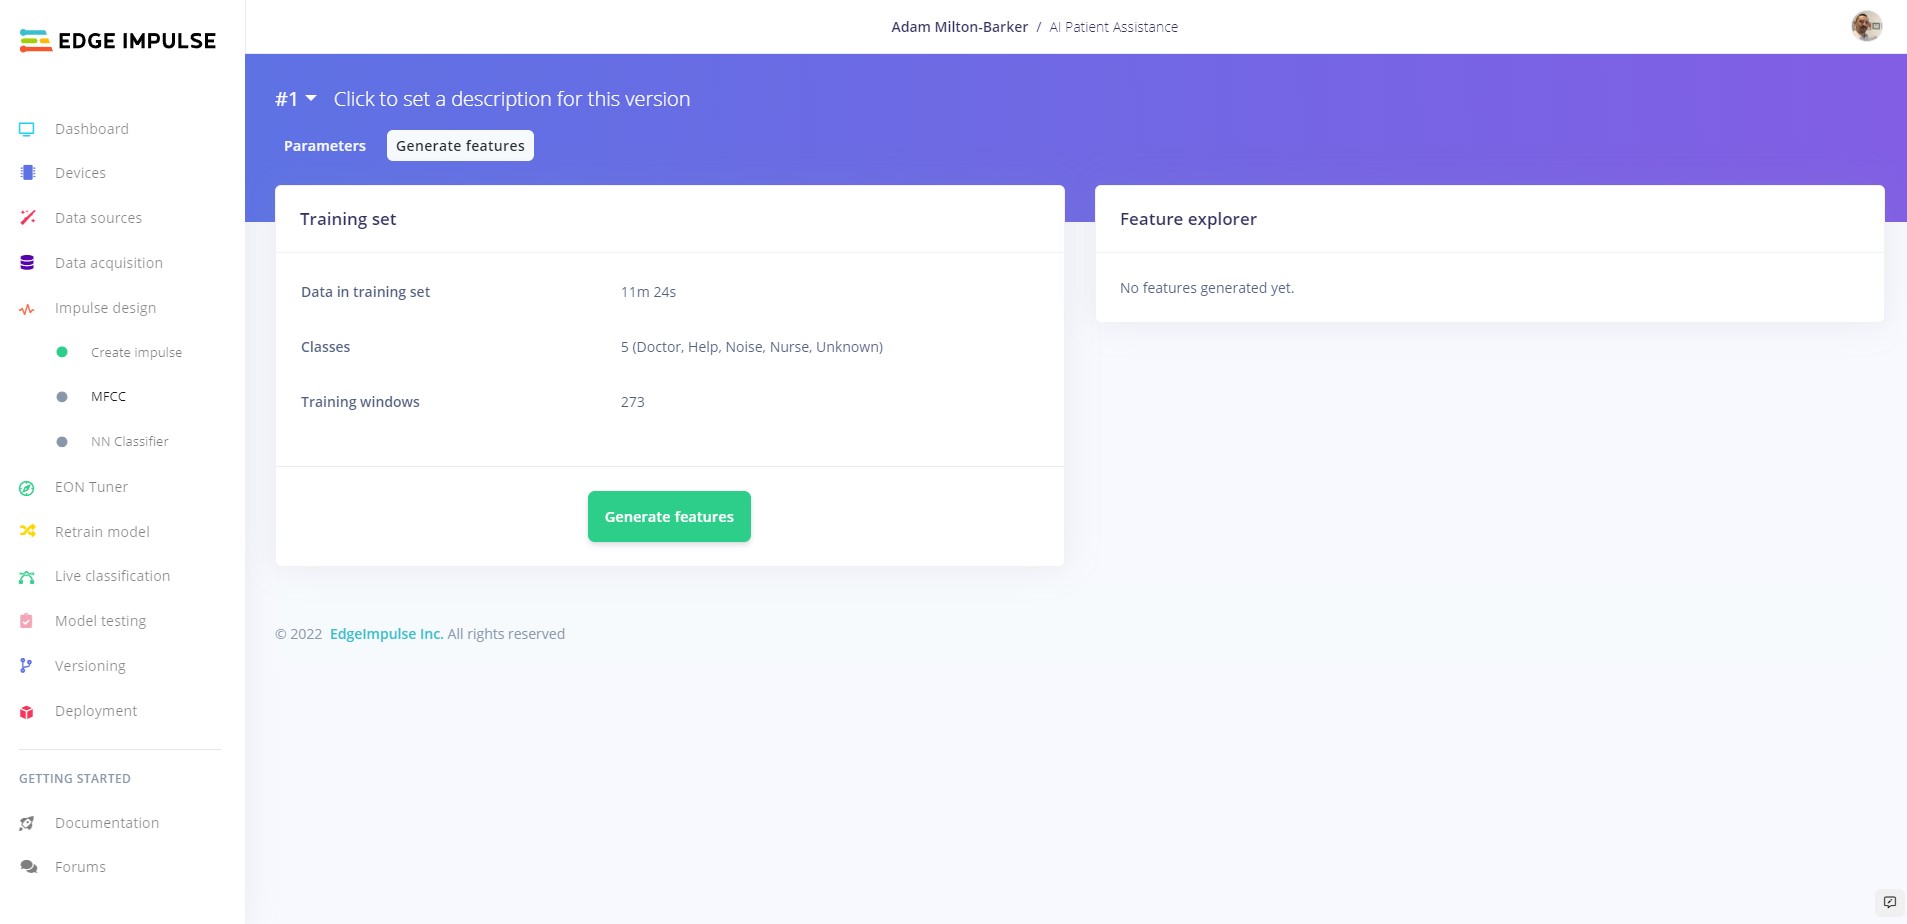 EDGE IMPULSE
Adam Milton-Barker / AI Patient Assistance
Dashboard
Devices
Data sources
Data acquisition
Impulse design
Create impulse
MFCC
NN Classifier
EON Tuner
Retrain model
Live classification
Model testing
Versioning
Deployment
GETTING STARTED
Documentation
Forums
#1 Click to set a description for this version
Parameters Generate features
Training set
Data in training set 11m 24s
Classes 5 (Doctor, Help, Noise, Nurse, Unknown)
Training windows 273
Generate features
Feature explorer
No features generated yet.
© 2022 EdgeImpulse Inc. All rights reserved